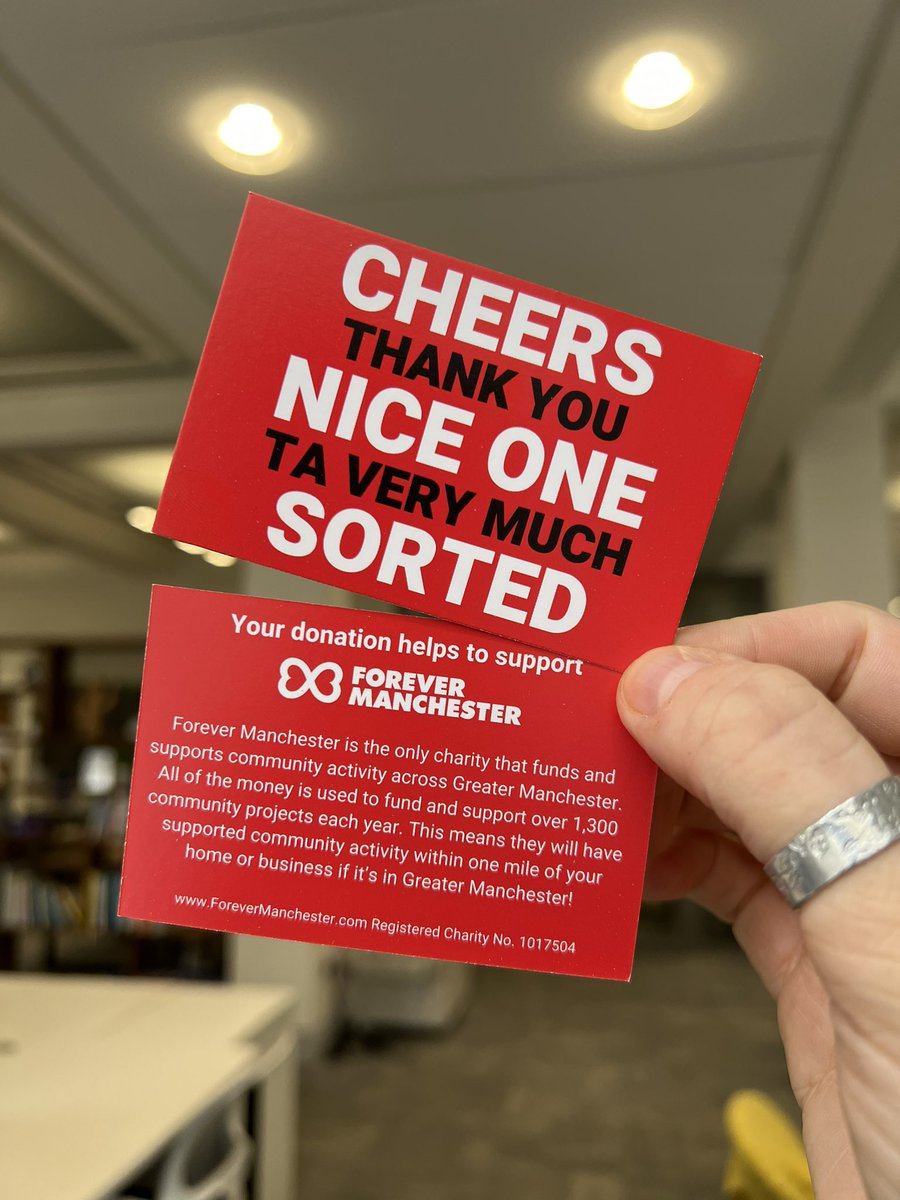 CHEERS
THANK YOU
NICE ONE
TA VERY MUCH
SORTED
Your donation helps to support
FOREVER
MANCHESTER
Forever Manchester is the only charity that funds and
supports community activity across Greater Manchester.
All of the money is used to fund and support over 1,300
community projects each year. This means they will have
supported community activity within one mile of your
home or business if it's in Greater Manchester!
www.ForeverManchester.com Registered Charity No. 1017504